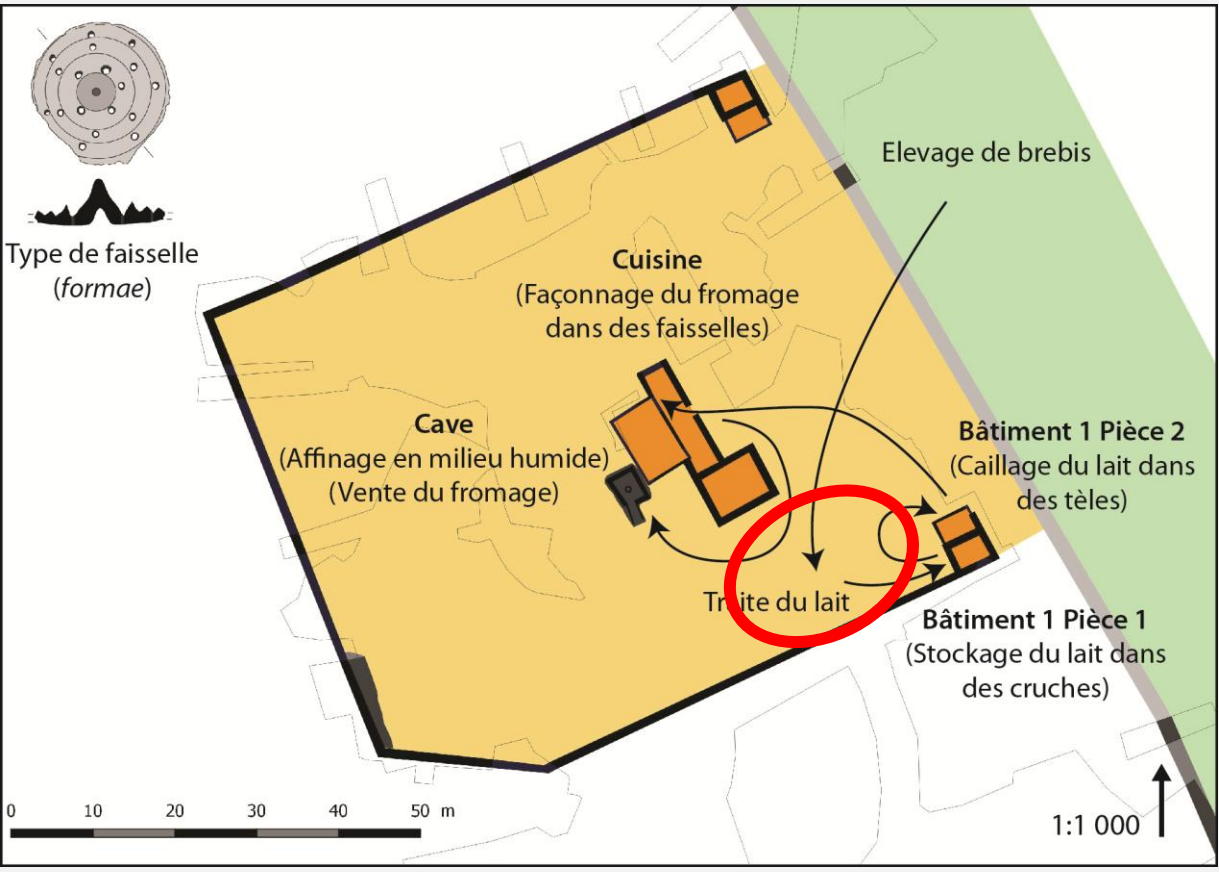 Type de faisselle
(formae)
Elevage de brebis
Cuisine
(Façonnage du fromage
dans des faisselles)
Cave
(Affinage en milieu humide)
(Vente du fromage)
Bâtiment 1 Pièce 2
(Caillage du lait dans
des tèles)
Traite du lait
Bâtiment 1 Pièce 1
(Stockage du lait dans
des cruches)
0 10 20 30 40 50 m
1:1 000